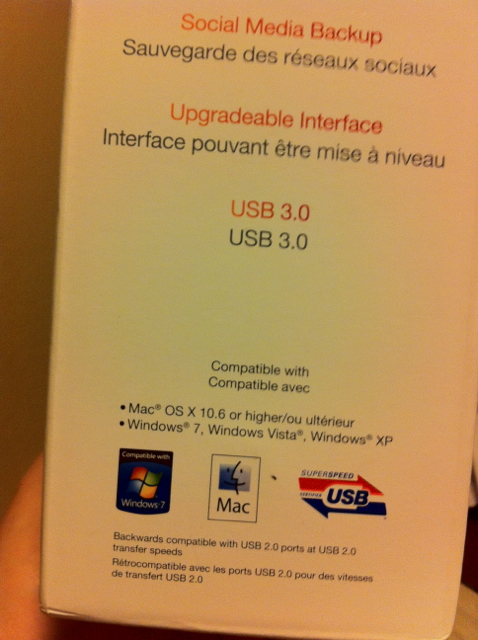 Social Media Backup
Sauvegarde des réseaux sociaux
Upgradeable Interface
Interface pouvant être mise à niveau
USB 3.0
USB 3.0
Compatible with
Compatible avec
• Mac® OS X 10.6 or higher/ou ultérieur
• Windows® 7, Windows Vista®, Windows® XP
Compatible with
Windows® 7
Mac
SUPERSPEED
CERTIFIED USB
Backwards compatible with USB 2.0 ports at USB 2.0
transfer speeds
Rétrocompatible avec les ports USB 2.0 pour des vitesses
de transfert USB 2.0